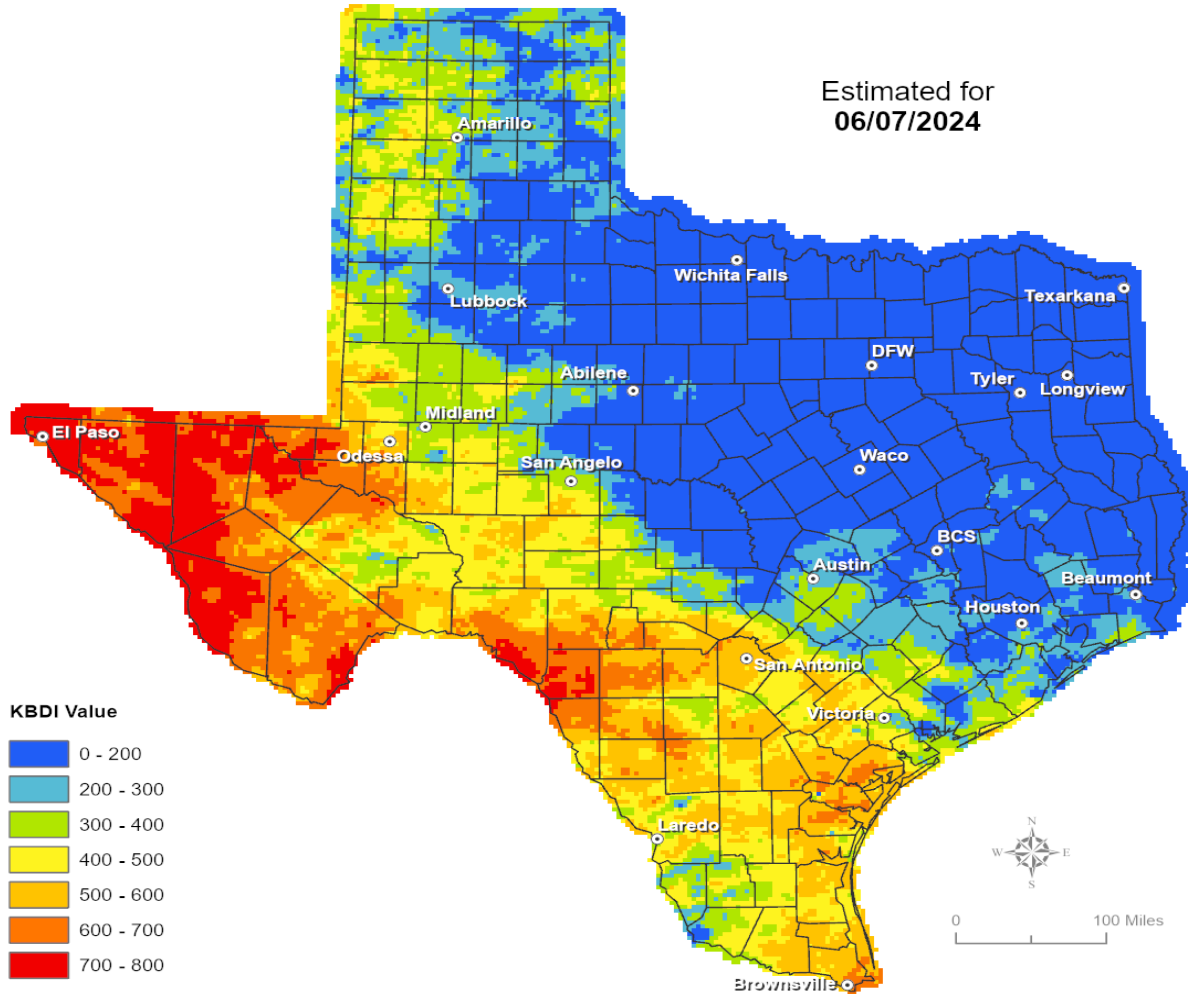 Estimated for
06/07/2024
Amarillo
Wichita Falls
Lubbock
Texarkana
DFW
Abilene
Tyler
Longview
Midland
El Paso
Odessa
San Angelo
Waco
BCS
Austin
Beaumont
Houston
San Antonio
Victoria
Laredo
Brownsville
KBDI Value
0 - 200
200 - 300
300 - 400
400 - 500
500 - 600
600 - 700
700 - 800
N
W E
S
0 100 Miles